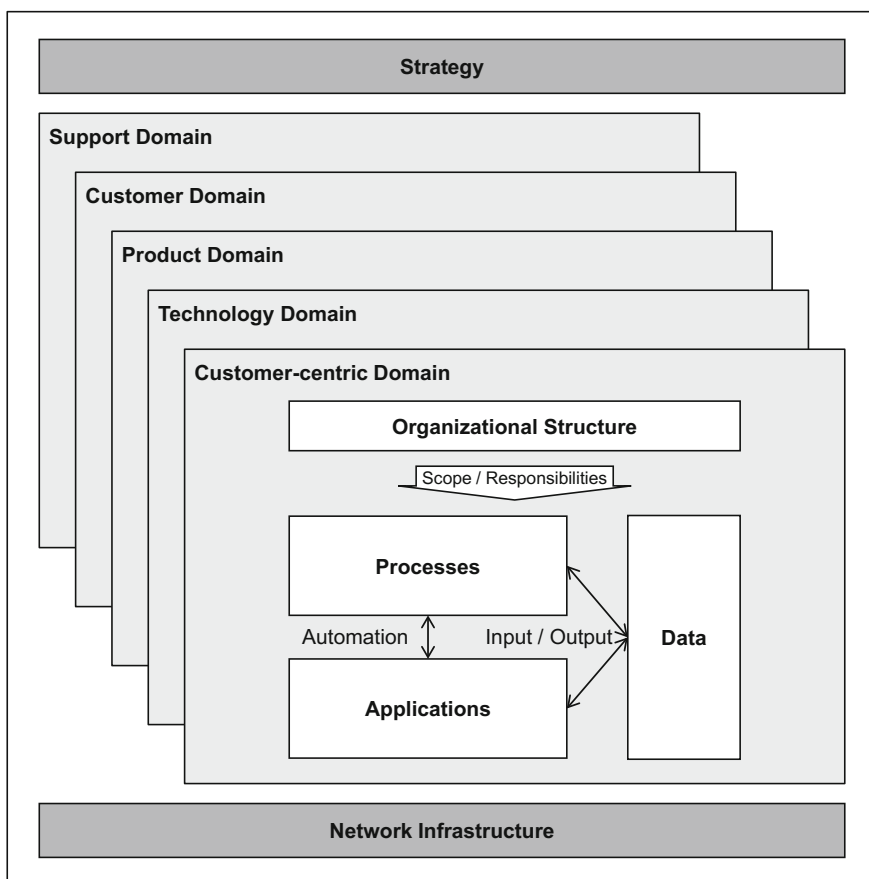 Strategy
Support Domain
Customer Domain
Product Domain
Technology Domain
Customer-centric Domain
Organizational Structure
Scope / Responsibilities
Processes
Automation
Input / Output
Data
Applications
Network Infrastructure